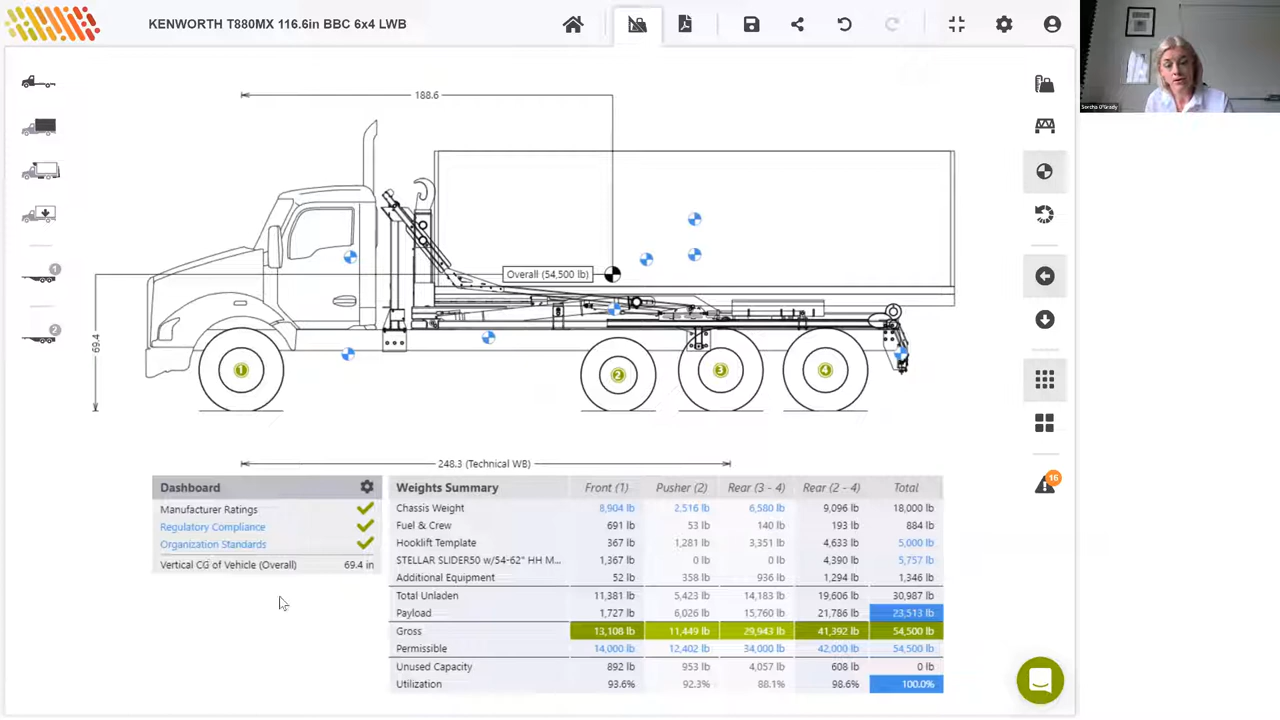 KENWORTH T880MX 116.6in BBC 6x4 LWB
Sorcha O'Grady
188.6
Overall (54,500 lb)
69.4
1
2
1
2
3
4
16
248.3 (Technical WB)
Dashboard
Manufacturer Ratings
Regulatory Compliance
Organization Standards
Vertical CG of Vehicle (Overall) 69.4 in
Weights Summary Front (1) Pusher (2) Rear (3 - 4) Rear (2 - 4) Total
Chassis Weight 8,904 lb 2,516 lb 6,580 lb 9,096 lb 18,000 lb
Fuel & Crew 691 lb 53 lb 140 lb 193 lb 884 lb
Hooklift Template 367 lb 1,281 lb 3,351 lb 4,633 lb 5,000 lb
STELLAR SLIDER50 w/54-62" HH M... 1,367 lb 0 lb 0 lb 4,390 lb 5,757 lb
Additional Equipment 52 lb 358 lb 936 lb 1,294 lb 1,346 lb
Total Unladen 11,381 lb 5,423 lb 14,183 lb 19,606 lb 30,987 lb
Payload 1,727 lb 6,026 lb 15,760 lb 21,786 lb 23,513 lb
Gross 13,108 lb 11,449 lb 29,943 lb 41,392 lb 54,500 lb
Permissible 14,000 lb 12,402 lb 34,000 lb 42,000 lb 54,500 lb
Unused Capacity 892 lb 953 lb 4,057 lb 608 lb 0 lb
Utilization 93.6% 92.3% 88.1% 98.6% 100.0%